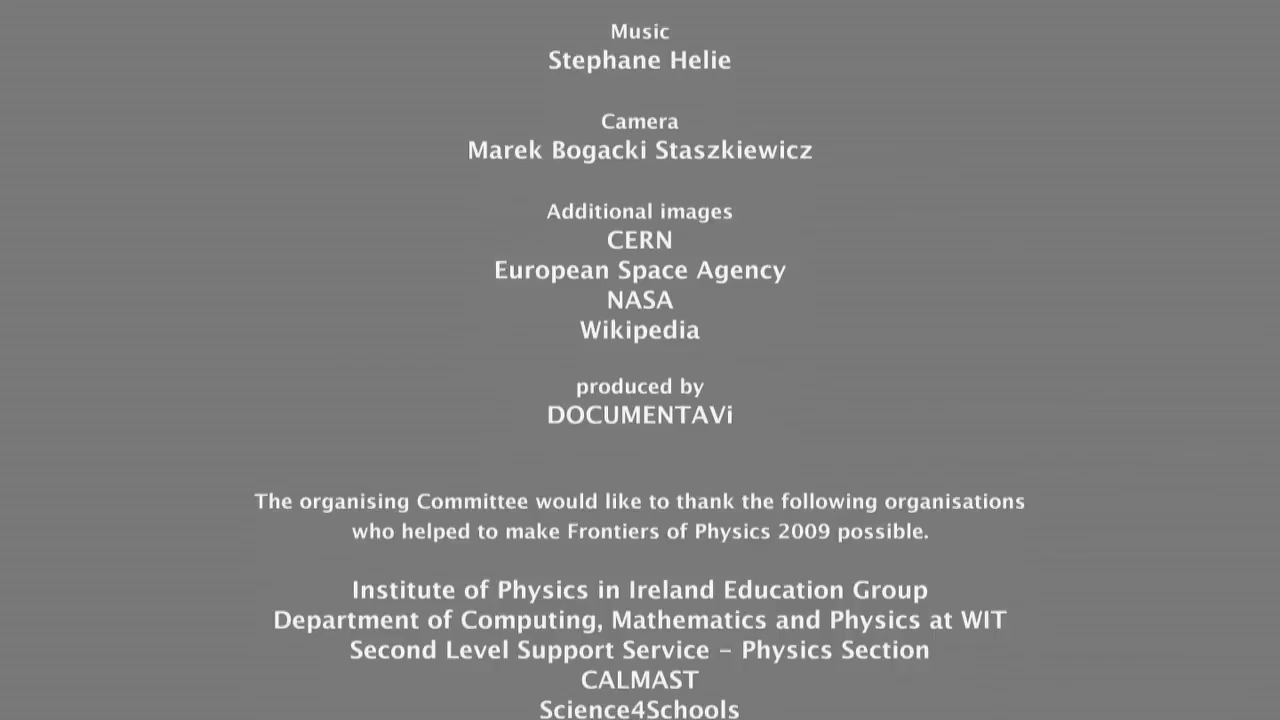 Music
Stephane Helie
Camera
Marek Bogacki Staszkiewicz
Additional images
CERN
European Space Agency
NASA
Wikipedia
produced by
DOCUMENTAVi
The organising Committee would like to thank the following organisations
who helped to make Frontiers of Physics 2009 possible.
Institute of Physics in Ireland Education Group
Department of Computing, Mathematics and Physics at WIT
Second Level Support Service - Physics Section
CALMAST
Science4Schools